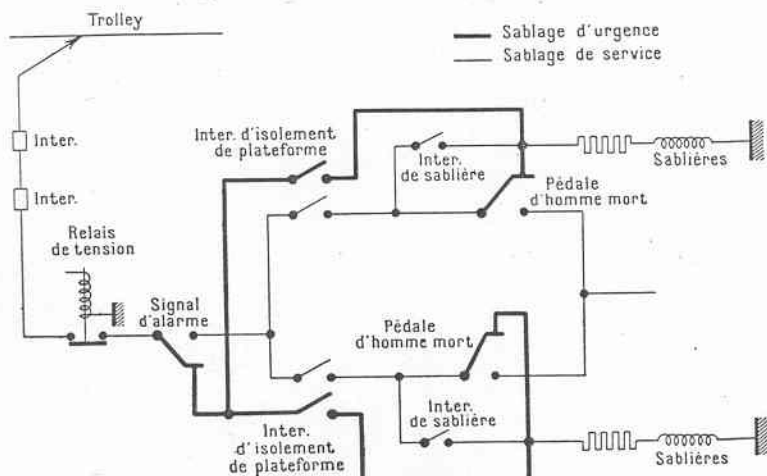 Trolley
Sablage d'urgence
Sablage de service
Inter.
Inter. d'isolement
de plateforme
Inter.
de sablière
Sablières
Inter.
Pédale
d'homme mort
Relais
de tension
Signal
d'alarme
Pédale
d'homme mort
Inter.
de sablière
Inter.
d'isolement
de plateforme
Sablières